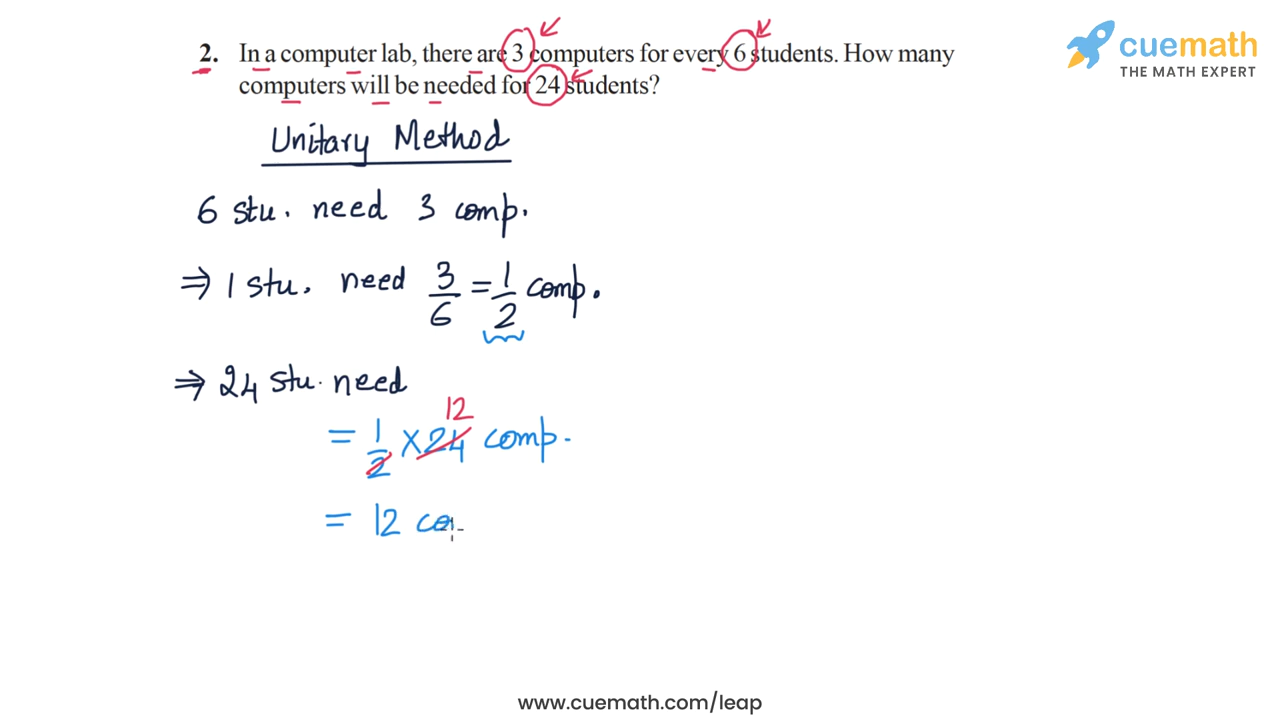 2. In a computer lab, there are 3 computers for every 6 students. How many
computers will be needed for 24 students?
cuemath
THE MATH EXPERT
Unitary Method
6 stu. need 3 comp.
⇒ 1 stu. need 3/6 = 1/2 comp.
⇒ 24 stu. need
12
= 1/2 × 24 comp.
= 12 co
www.cuemath.com/leap